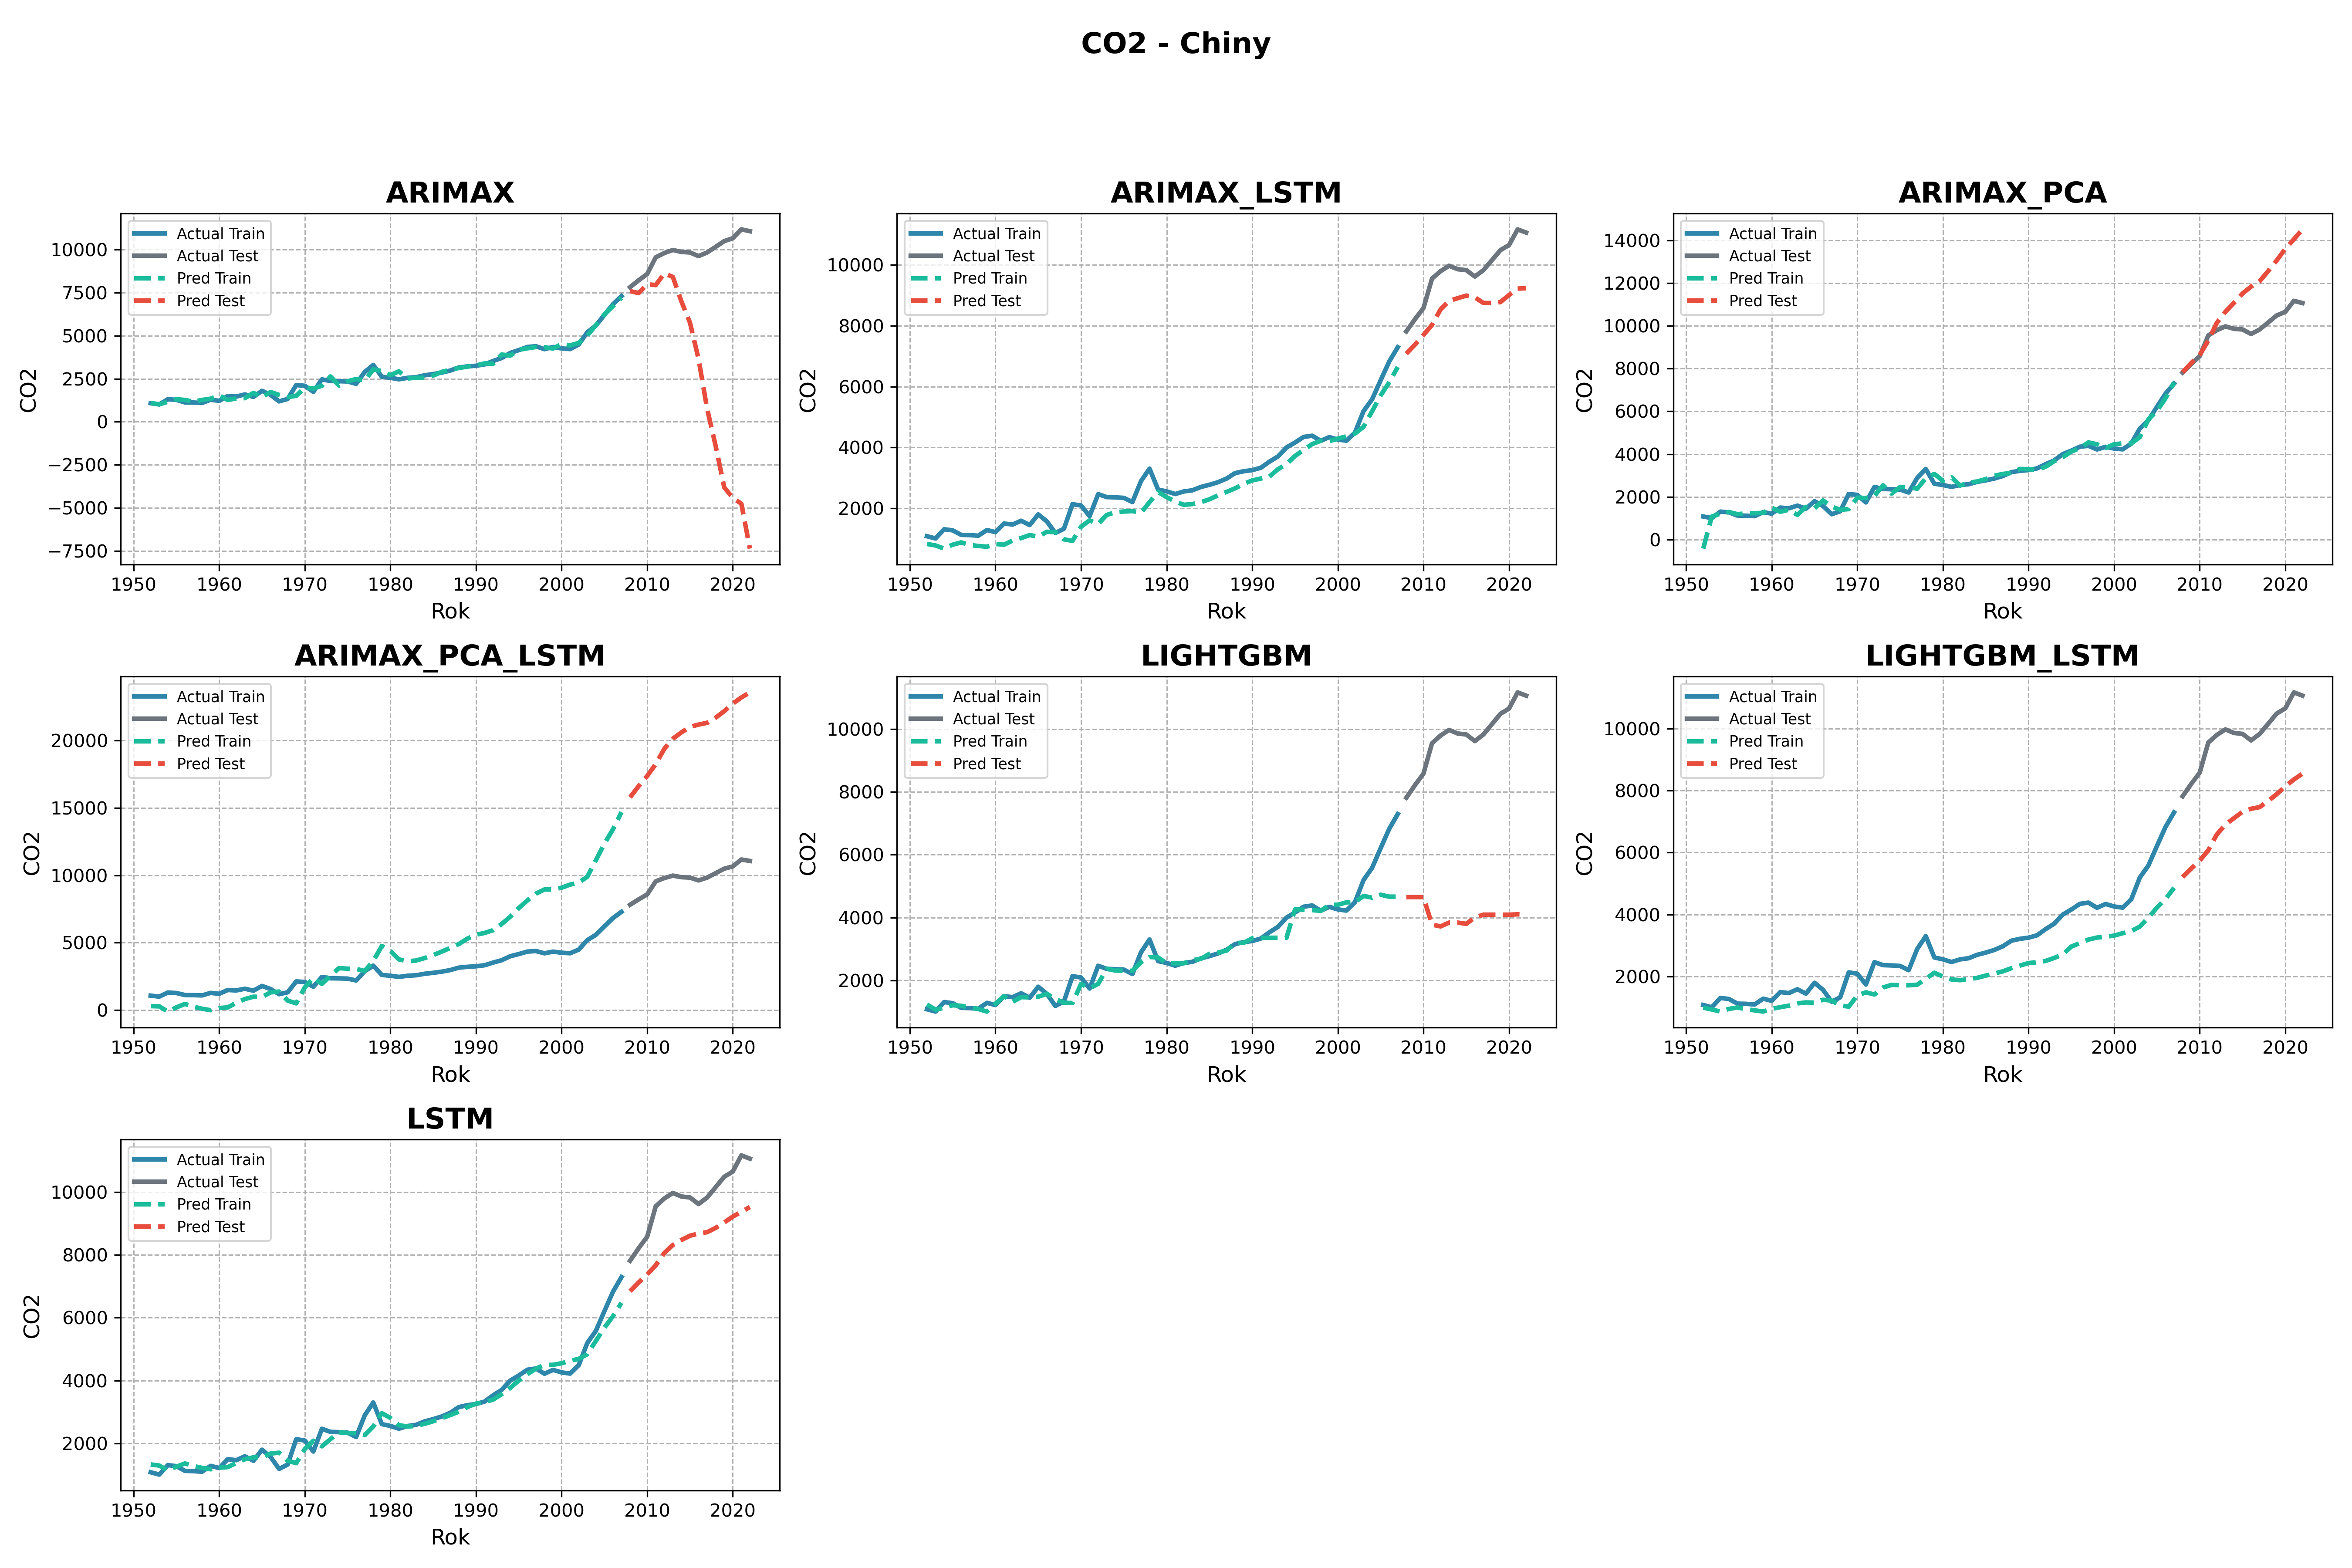 CO2 - Chiny
ARIMAX
Actual Train
Actual Test
Pred Train
Pred Test
10000
7500
5000
2500
0
−2500
−5000
−7500
CO2
1950 1960 1970 1980 1990 2000 2010 2020
Rok
ARIMAX_LSTM
Actual Train
Actual Test
Pred Train
Pred Test
10000
8000
6000
4000
2000
CO2
1950 1960 1970 1980 1990 2000 2010 2020
Rok
ARIMAX_PCA
Actual Train
Actual Test
Pred Train
Pred Test
14000
12000
10000
8000
6000
4000
2000
0
CO2
1950 1960 1970 1980 1990 2000 2010 2020
Rok
ARIMAX_PCA_LSTM
Actual Train
Actual Test
Pred Train
Pred Test
20000
15000
10000
5000
0
CO2
1950 1960 1970 1980 1990 2000 2010 2020
Rok
LIGHTGBM
Actual Train
Actual Test
Pred Train
Pred Test
10000
8000
6000
4000
2000
CO2
1950 1960 1970 1980 1990 2000 2010 2020
Rok
LIGHTGBM_LSTM
Actual Train
Actual Test
Pred Train
Pred Test
10000
8000
6000
4000
2000
CO2
1950 1960 1970 1980 1990 2000 2010 2020
Rok
LSTM
Actual Train
Actual Test
Pred Train
Pred Test
10000
8000
6000
4000
2000
CO2
1950 1960 1970 1980 1990 2000 2010 2020
Rok